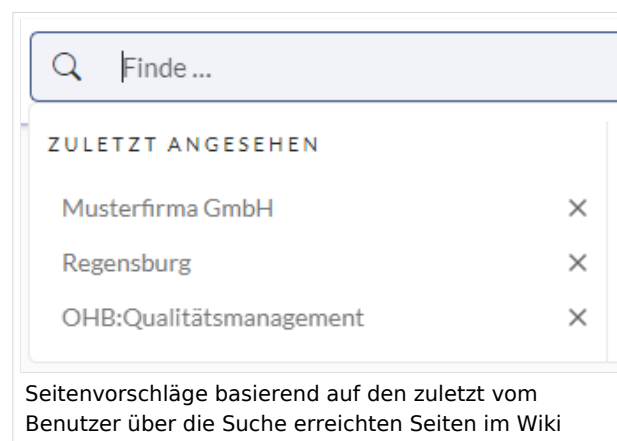 Finde ...
ZULETZT ANGESEHEN
Musterfirma GmbH
Regensburg
OHB:Qualitätsmanagement
Seitenvorschläge basierend auf den zuletzt vom
Benutzer über die Suche erreichten Seiten im Wiki